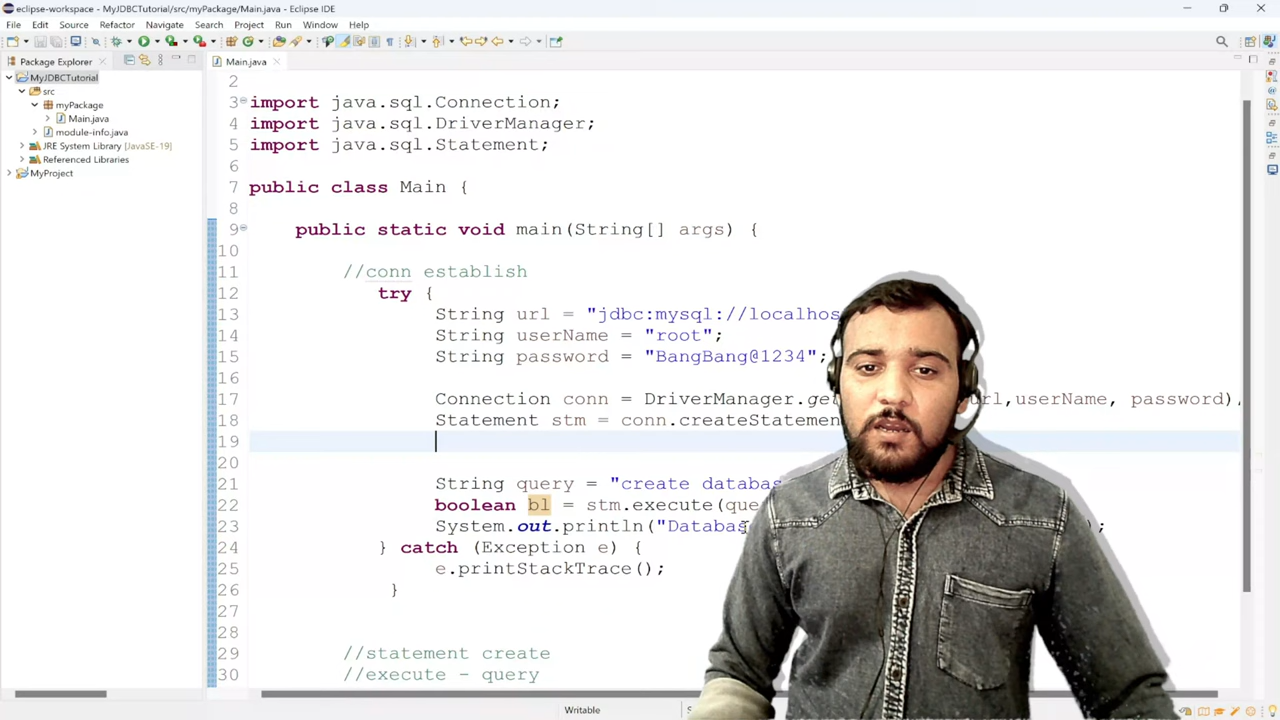 eclipse-workspace - MyJDBCTutorial/src/myPackage/Main.java - Eclipse IDE
File Edit Source Refactor Navigate Search Project Run Window Help
Package Explorer
Main.java
MyJDBCTutorial
src
myPackage
Main.java
module-info.java
JRE System Library [JavaSE-19]
Referenced Libraries
MyProject
2
3 import java.sql.Connection;
4 import java.sql.DriverManager;
5 import java.sql.Statement;
6
7 public class Main {
8
9 public static void main(String[] args) {
10
11 //conn establish
12 try {
13 String url = "jdbc:mysql://localhos
14 String userName = "root";
15 String password = "BangBang@1234";
16
17 Connection conn = DriverManager.ge url,userName, password)
18 Statement stm = conn.createStatemen
19
20
21 String query = "create databas
22 boolean bl = stm.execute(que
23 System.out.println("Databas ;
24 } catch (Exception e) {
25 e.printStackTrace();
26 }
27
28
29 //statement create
30 //execute - query
Writable